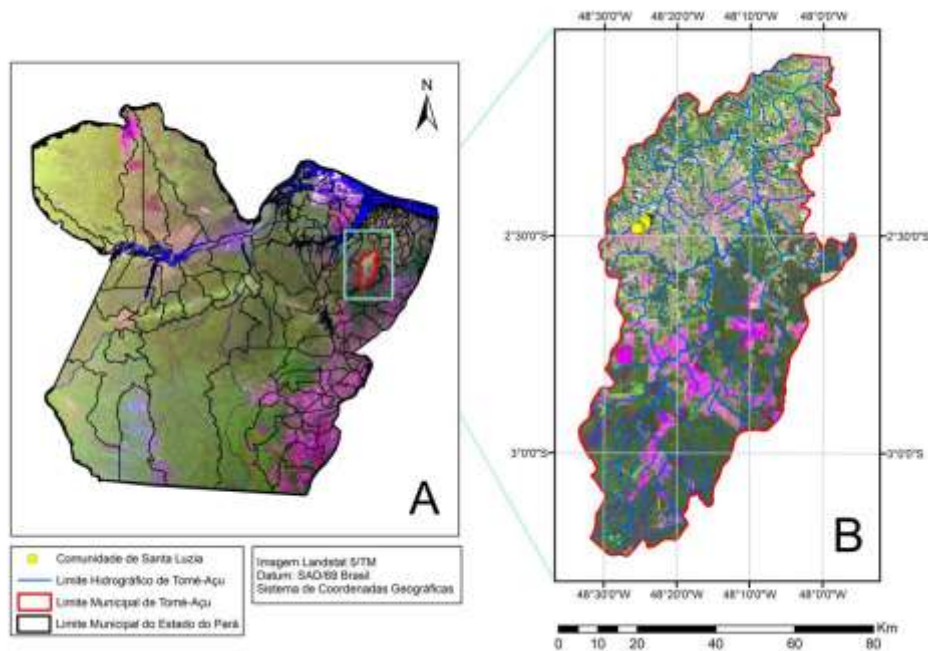 N
A
Comunidade de Santa Luzia
Limite Hidrográfico de Tomé-Açu
Limite Municipal de Tomé-Açu
Limite Municipal do Estado do Pará
Imagem Landstat 5/TM
Datum: SAD/69 Brasil
Sistema de Coordenadas Geográficas
48°30'0"W 48°20'0"W 48°10'0"W 48°0'0"W
2°30'0"S 2°30'0"S
3°0'0"S 3°0'0"S
B
48°30'0"W 48°20'0"W 48°10'0"W 48°0'0"W
Km
0 10 20 40 60 80